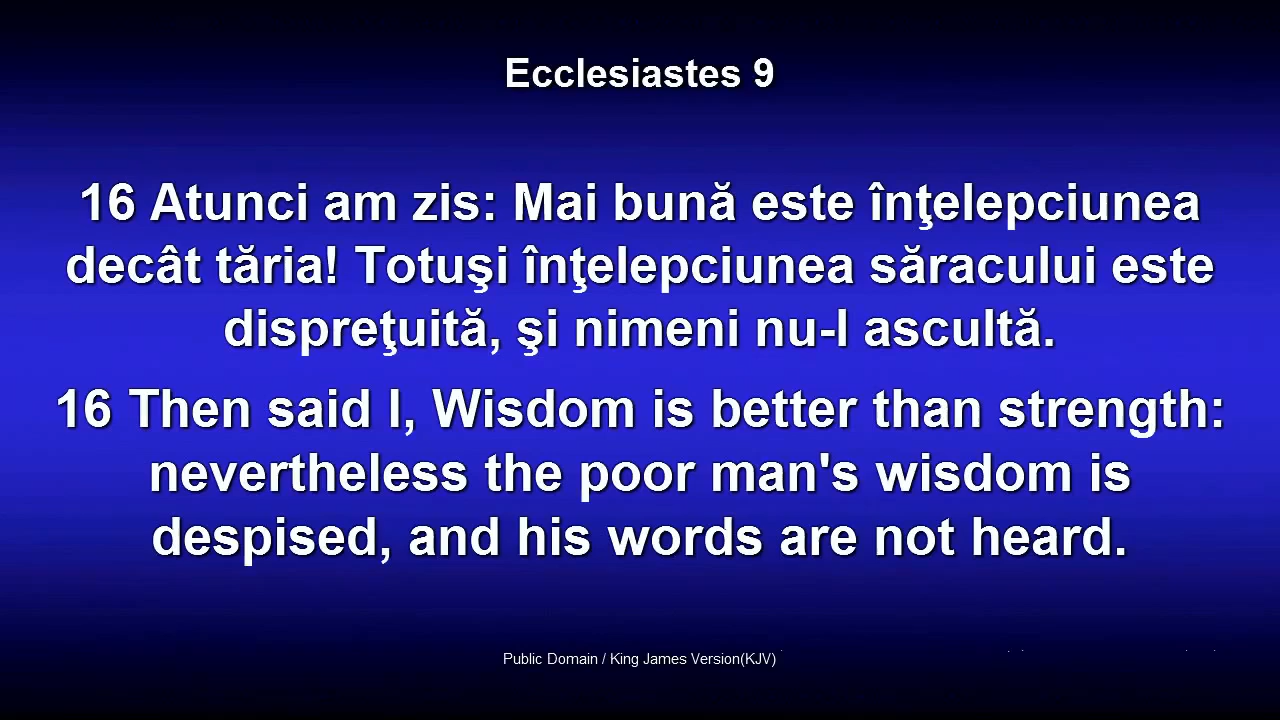 Ecclesiastes 9
16 Atunci am zis: Mai bună este înţelepciunea
decât tăria! Totuşi înţelepciunea săracului este
dispreţuită, şi nimeni nu-l ascultă.
16 Then said I, Wisdom is better than strength:
nevertheless the poor man's wisdom is
despised, and his words are not heard.
Public Domain / King James Version(KJV)